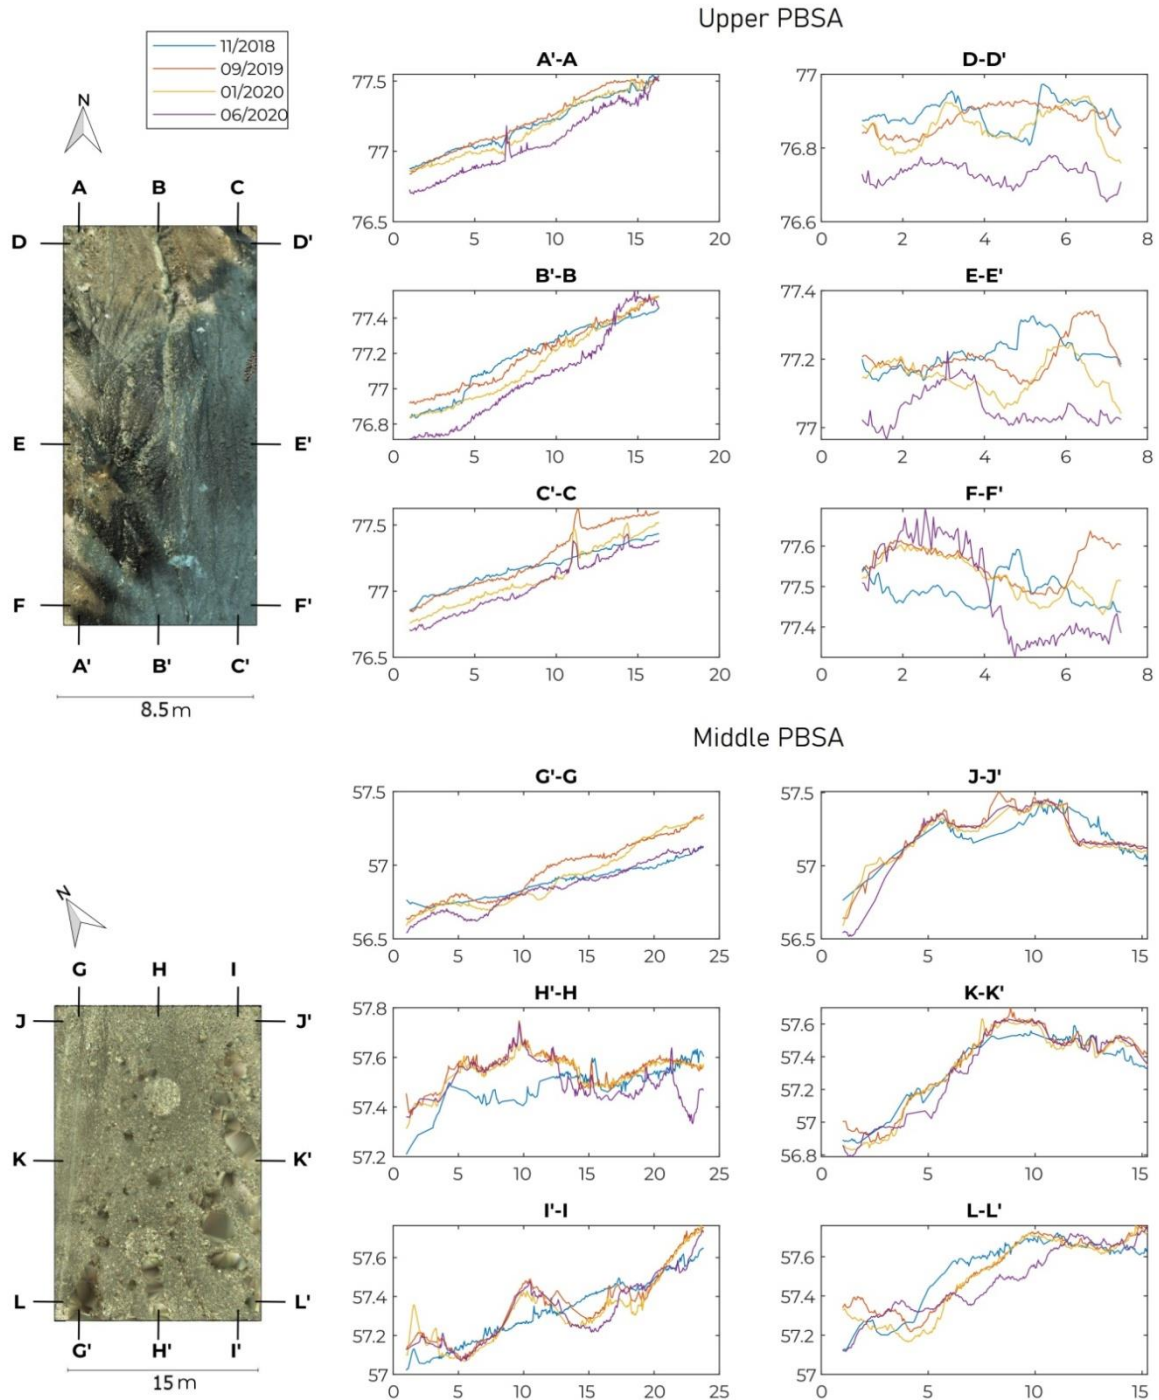 Upper PBSA
11/2018
09/2019
01/2020
06/2020
N
A B C
D D'
E E'
F F'
A' B' C'
8.5 m
A'-A
77.5
77
76.5
0 5 10 15 20
D-D'
77
76.8
76.6
0 2 4 6 8
B'-B
77.4
77.2
77
76.8
0 5 10 15 20
E-E'
77.4
77.2
77
0 2 4 6 8
C'-C
77.5
77
76.5
0 5 10 15 20
F-F'
77.6
77.5
77.4
0 2 4 6 8
Middle PBSA
N
G H I
J J'
K K'
L L'
G' H' I'
15 m
G'-G
57.5
57
56.5
0 5 10 15 20 25
J-J'
57.5
57
56.5
0 5 10 15
H'-H
57.8
57.6
57.4
57.2
0 5 10 15 20 25
K-K'
57.6
57.4
57.2
57
56.8
0 5 10 15
I'-I
57.6
57.4
57.2
57
0 5 10 15 20 25
L-L'
57.6
57.4
57.2
57
0 5 10 15